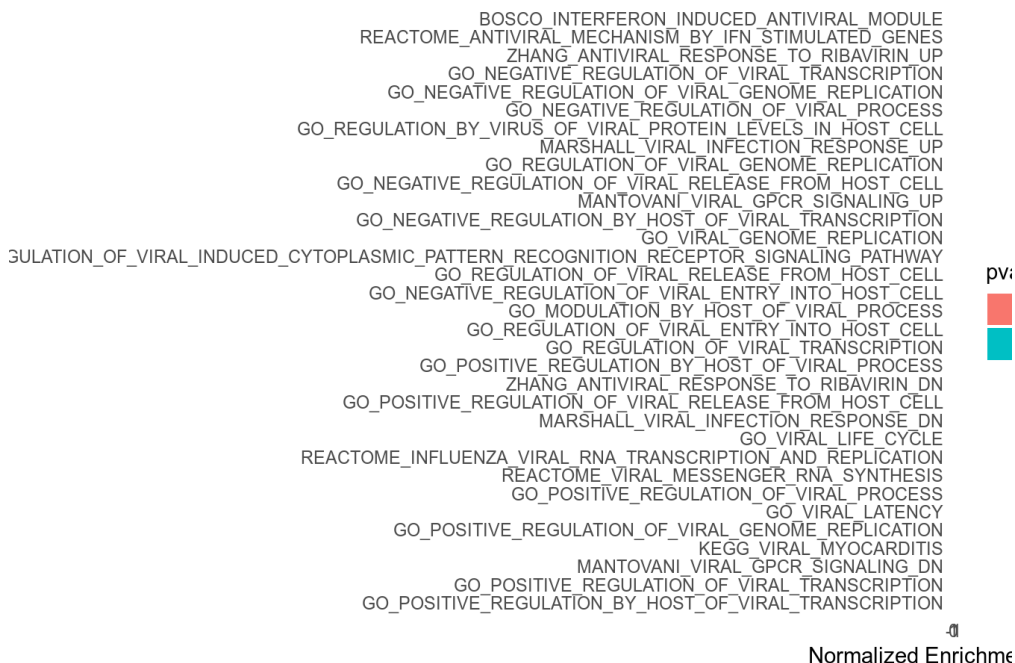 BOSCO_INTERFERON_INDUCED_ANTIVIRAL_MODULE
REACTOME_ANTIVIRAL_MECHANISM_BY_IFN_STIMULATED_GENES
ZHANG_ANTIVIRAL_RESPONSE_TO_RIBAVIRIN_UP
GO_NEGATIVE_REGULATION_OF_VIRAL_TRANSCRIPTION
GO_NEGATIVE_REGULATION_OF_VIRAL_GENOME_REPLICATION
GO_NEGATIVE_REGULATION_OF_VIRAL_PROCESS
GO_REGULATION_BY_VIRUS_OF_VIRAL_PROTEIN_LEVELS_IN_HOST_CELL
MARSHALL_VIRAL_INFECTION_RESPONSE_UP
GO_REGULATION_OF_VIRAL_GENOME_REPLICATION
GO_NEGATIVE_REGULATION_OF_VIRAL_RELEASE_FROM_HOST_CELL
MANTOVANI_VIRAL_GPCR_SIGNALING_UP
GO_NEGATIVE_REGULATION_BY_HOST_OF_VIRAL_TRANSCRIPTION
GO_VIRAL_GENOME_REPLICATION
GULATION_OF_VIRAL_INDUCED_CYTOPLASMIC_PATTERN_RECOGNITION_RECEPTOR_SIGNALING_PATHWAY
GO_REGULATION_OF_VIRAL_RELEASE_FROM_HOST_CELL
GO_NEGATIVE_REGULATION_OF_VIRAL_ENTRY_INTO_HOST_CELL
GO_MODULATION_BY_HOST_OF_VIRAL_PROCESS
GO_REGULATION_OF_VIRAL_ENTRY_INTO_HOST_CELL
GO_REGULATION_OF_VIRAL_TRANSCRIPTION
GO_POSITIVE_REGULATION_BY_HOST_OF_VIRAL_PROCESS
ZHANG_ANTIVIRAL_RESPONSE_TO_RIBAVIRIN_DN
GO_POSITIVE_REGULATION_OF_VIRAL_RELEASE_FROM_HOST_CELL
MARSHALL_VIRAL_INFECTION_RESPONSE_DN
GO_VIRAL_LIFE_CYCLE
REACTOME_INFLUENZA_VIRAL_RNA_TRANSCRIPTION_AND_REPLICATION
REACTOME_VIRAL_MESSENGER_RNA_SYNTHESIS
GO_POSITIVE_REGULATION_OF_VIRAL_PROCESS
GO_VIRAL_LATENCY
GO_POSITIVE_REGULATION_OF_VIRAL_GENOME_REPLICATION
KEGG_VIRAL_MYOCARDITIS
MANTOVANI_VIRAL_GPCR_SIGNALING_DN
GO_POSITIVE_REGULATION_OF_VIRAL_TRANSCRIPTION
GO_POSITIVE_REGULATION_BY_HOST_OF_VIRAL_TRANSCRIPTION
Normalized Enrichme
pva